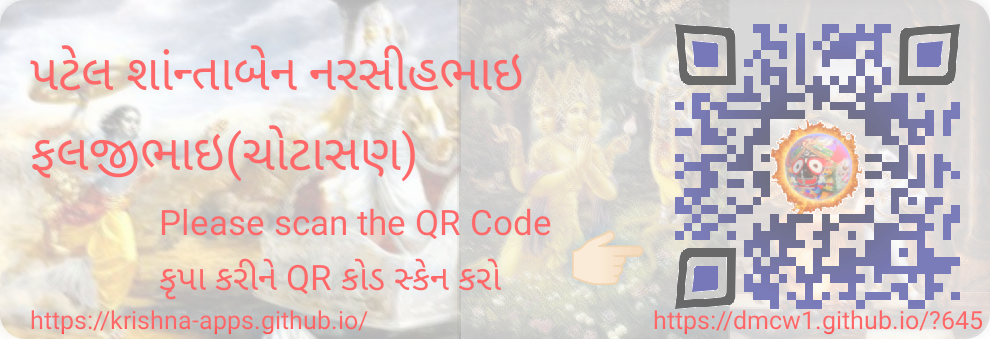 પટેલ શાંન્તાબેન નરસીહભાઇ
ફલજીભાઇ(ચોટાસણ)
Please scan the QR Code
કૃપા કરીને QR કોડ સ્કેન કરો
https://krishna-apps.github.io/
https://dmcw1.github.io/?645